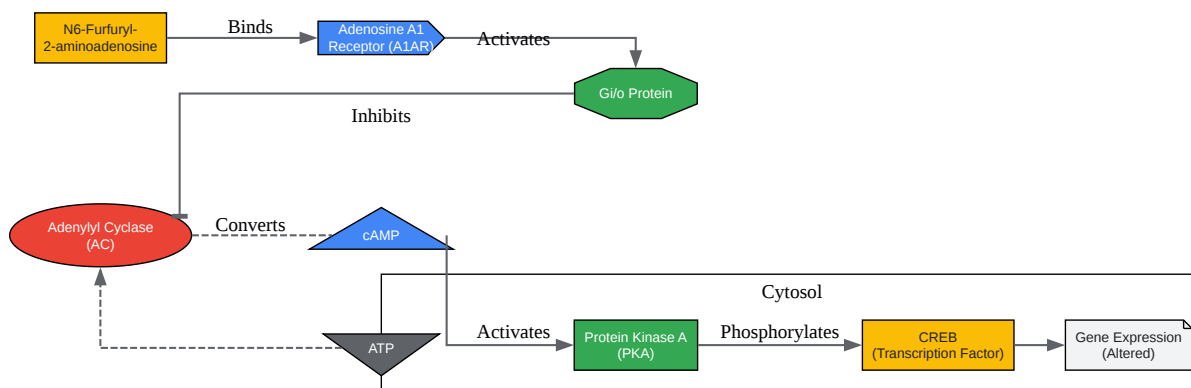 N6-Furfuryl-
2-aminoadenosine
Binds
Adenosine A1
Receptor (A1AR)
Activates
Gi/o Protein
Inhibits
Adenylyl Cyclase
(AC)
Converts
cAMP
Cytosol
ATP
Activates
Protein Kinase A
(PKA)
Phosphorylates
CREB
(Transcription Factor)
Gene Expression
(Altered)